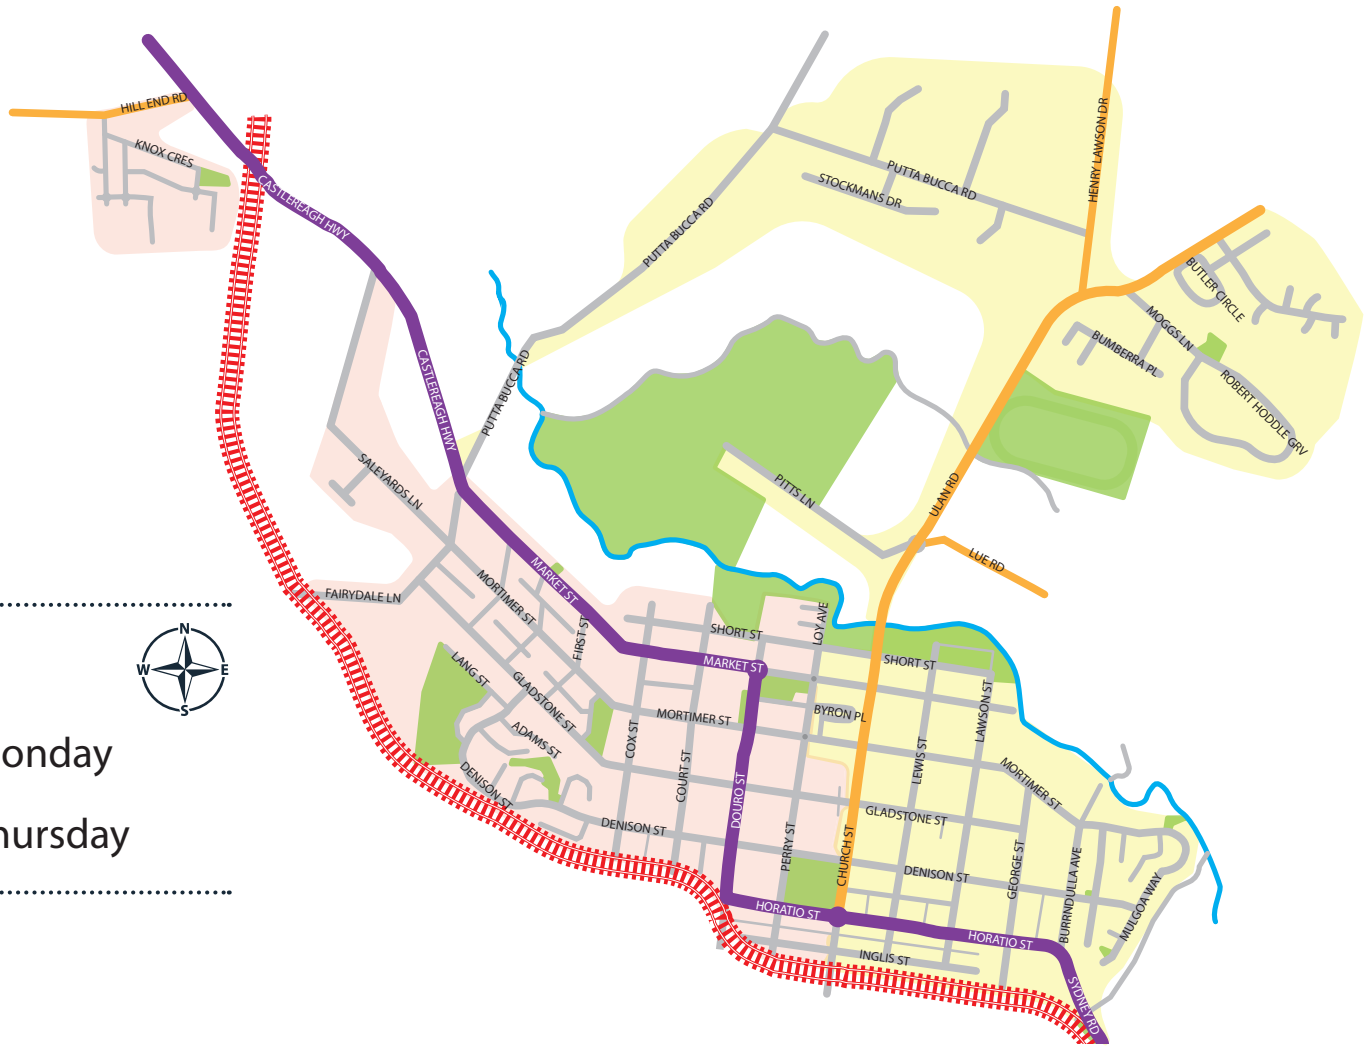 HILL END RD
KNOX CRES
CASTLEREAGH HWY
CASTLEREAGH HWY
PUTTA BUCCA RD
PUTTA BUCCA RD
PUTTA BUCCA RD
STOCKMANS DR
HENRY LAWSON DR
BUTLER CIRCLE
MOGGS LN
BUMBERRA PL
ROBERT HODDLE GRV
ULAN RD
PITTS LN
LUE RD
SALEYARDS LN
FAIRYDALE LN
MORTIMER ST
MARKET ST
FIRST ST
SHORT ST
LOY AVE
SHORT ST
MARKET ST
LANG ST
GLADSTONE ST
ADAMS ST
DENISON ST
COX ST
MORTIMER ST
COURT ST
BYRON PL
LEWIS ST
LAWSON ST
MORTIMER ST
DOURO ST
GLADSTONE ST
DENISON ST
PERRY ST
CHURCH ST
DENISON ST
GEORGE ST
BURRNDULLA AVE
MULGOA WAY
HORATIO ST
HORATIO ST
INGLIS ST
SYDNEY RD
N
W E
S
onday
hursday